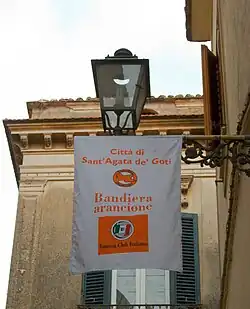 Città di
Sant'Agata de' Goti
Bandiera
arancione
Touring Club Italiano